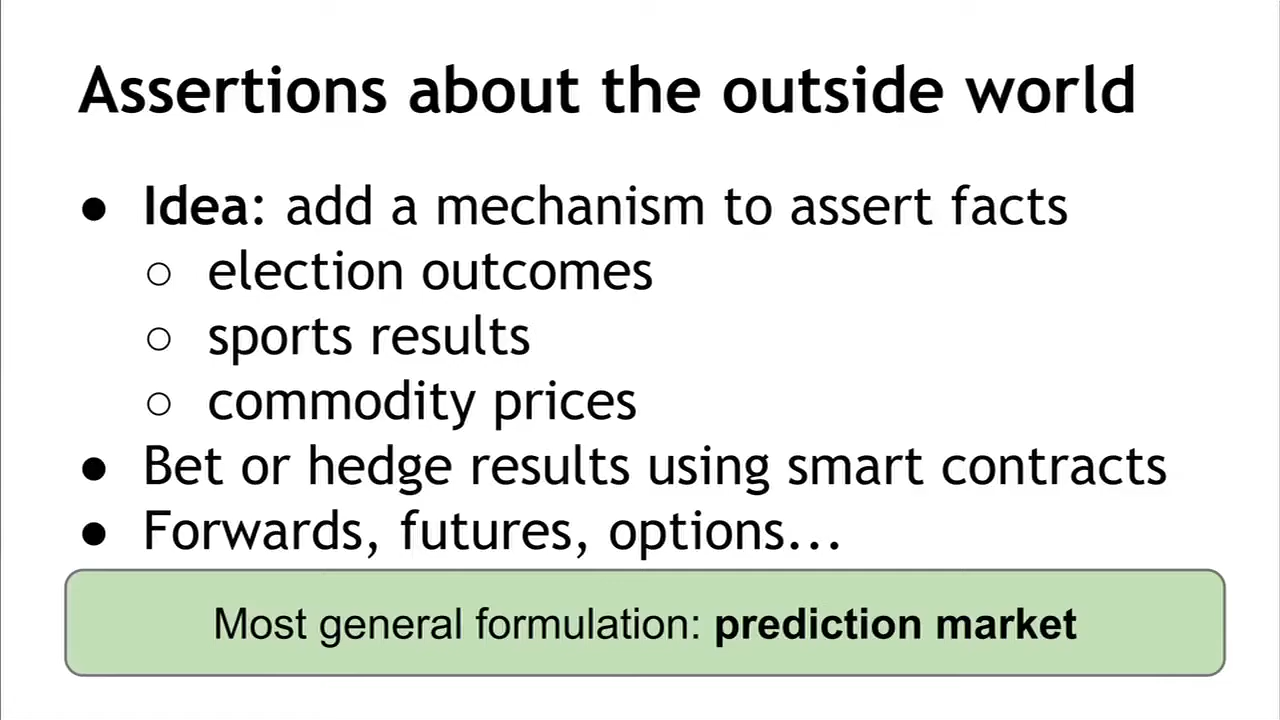 Assertions about the outside world
● Idea: add a mechanism to assert facts
○ election outcomes
○ sports results
○ commodity prices
● Bet or hedge results using smart contracts
● Forwards, futures, options...
Most general formulation: prediction market